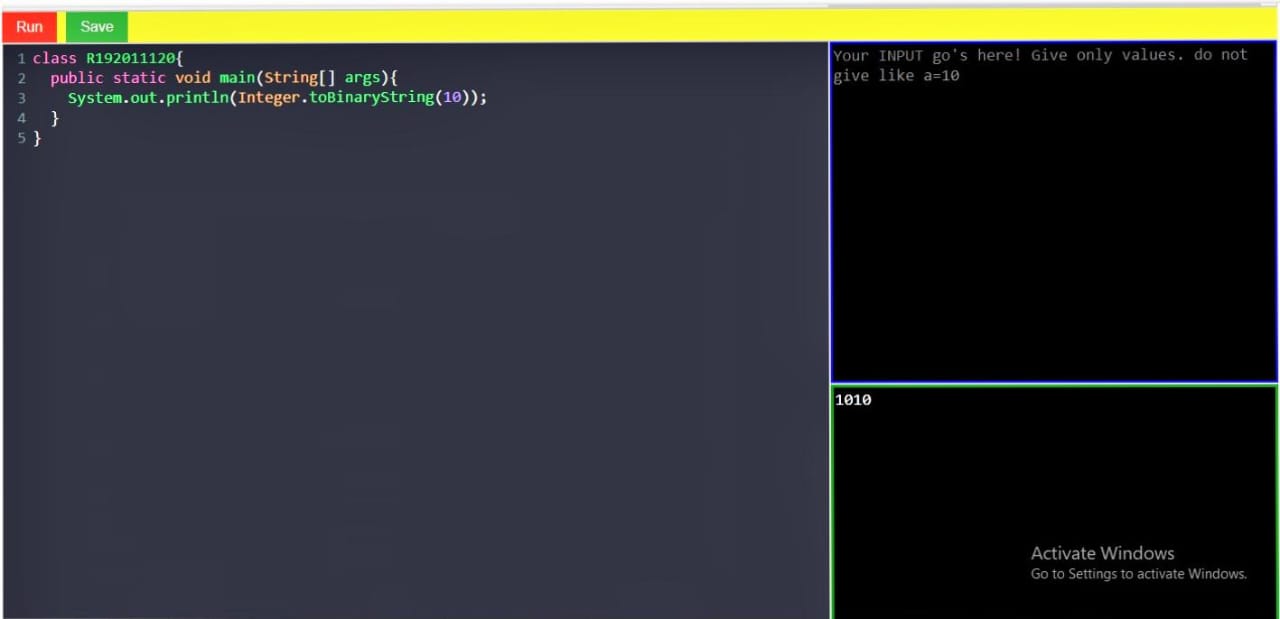 Run Save
1 class R192011120{
2   public static void main(String[] args){
3     System.out.println(Integer.toBinaryString(10));
4   }
5 }
Your INPUT go's here! Give only values. do not
give like a=10
1010
Activate Windows
Go to Settings to activate Windows.